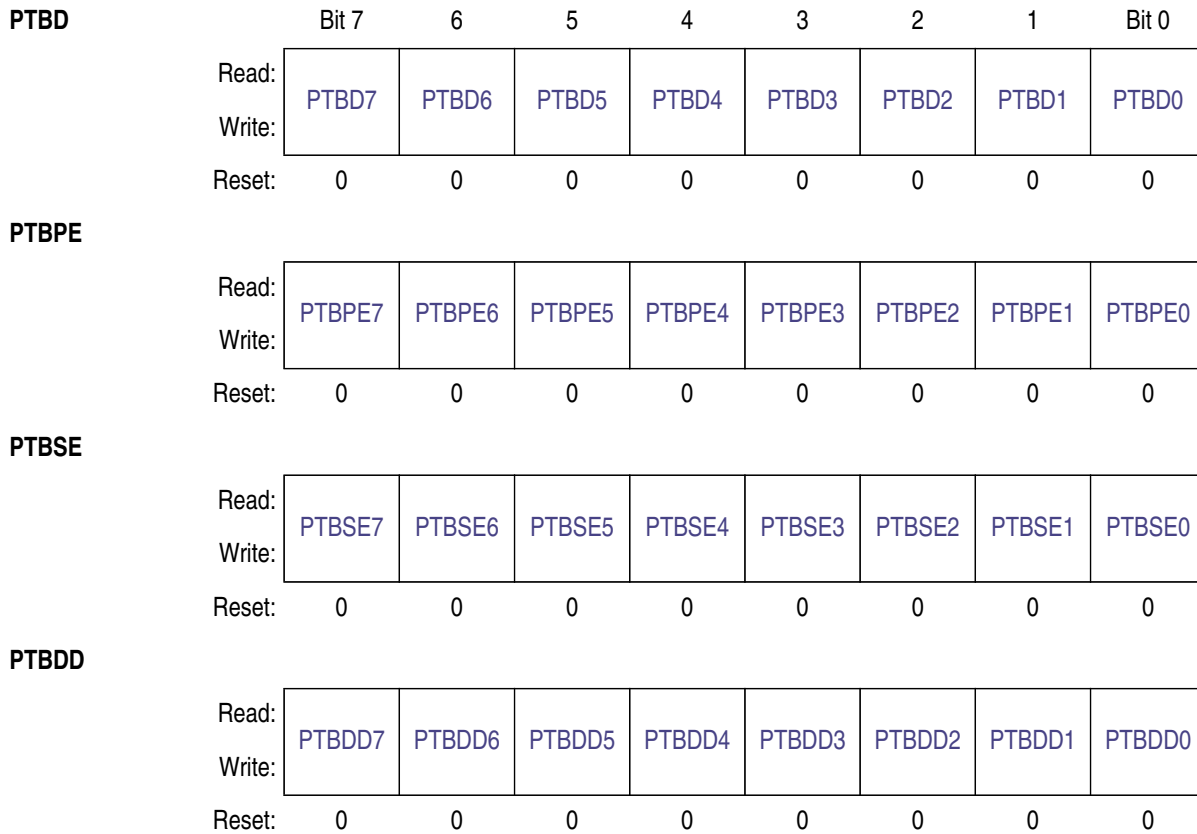 PTBD Bit 7 6 5 4 3 2 1 Bit 0
Read:
PTBD7 PTBD6 PTBD5 PTBD4 PTBD3 PTBD2 PTBD1 PTBD0
Write:
Reset: 0 0 0 0 0 0 0 0
PTBPE
Read:
PTBPE7 PTBPE6 PTBPE5 PTBPE4 PTBPE3 PTBPE2 PTBPE1 PTBPE0
Write:
Reset: 0 0 0 0 0 0 0 0
PTBSE
Read:
PTBSE7 PTBSE6 PTBSE5 PTBSE4 PTBSE3 PTBSE2 PTBSE1 PTBSE0
Write:
Reset: 0 0 0 0 0 0 0 0
PTBDD
Read:
PTBDD7 PTBDD6 PTBDD5 PTBDD4 PTBDD3 PTBDD2 PTBDD1 PTBDD0
Write:
Reset: 0 0 0 0 0 0 0 0